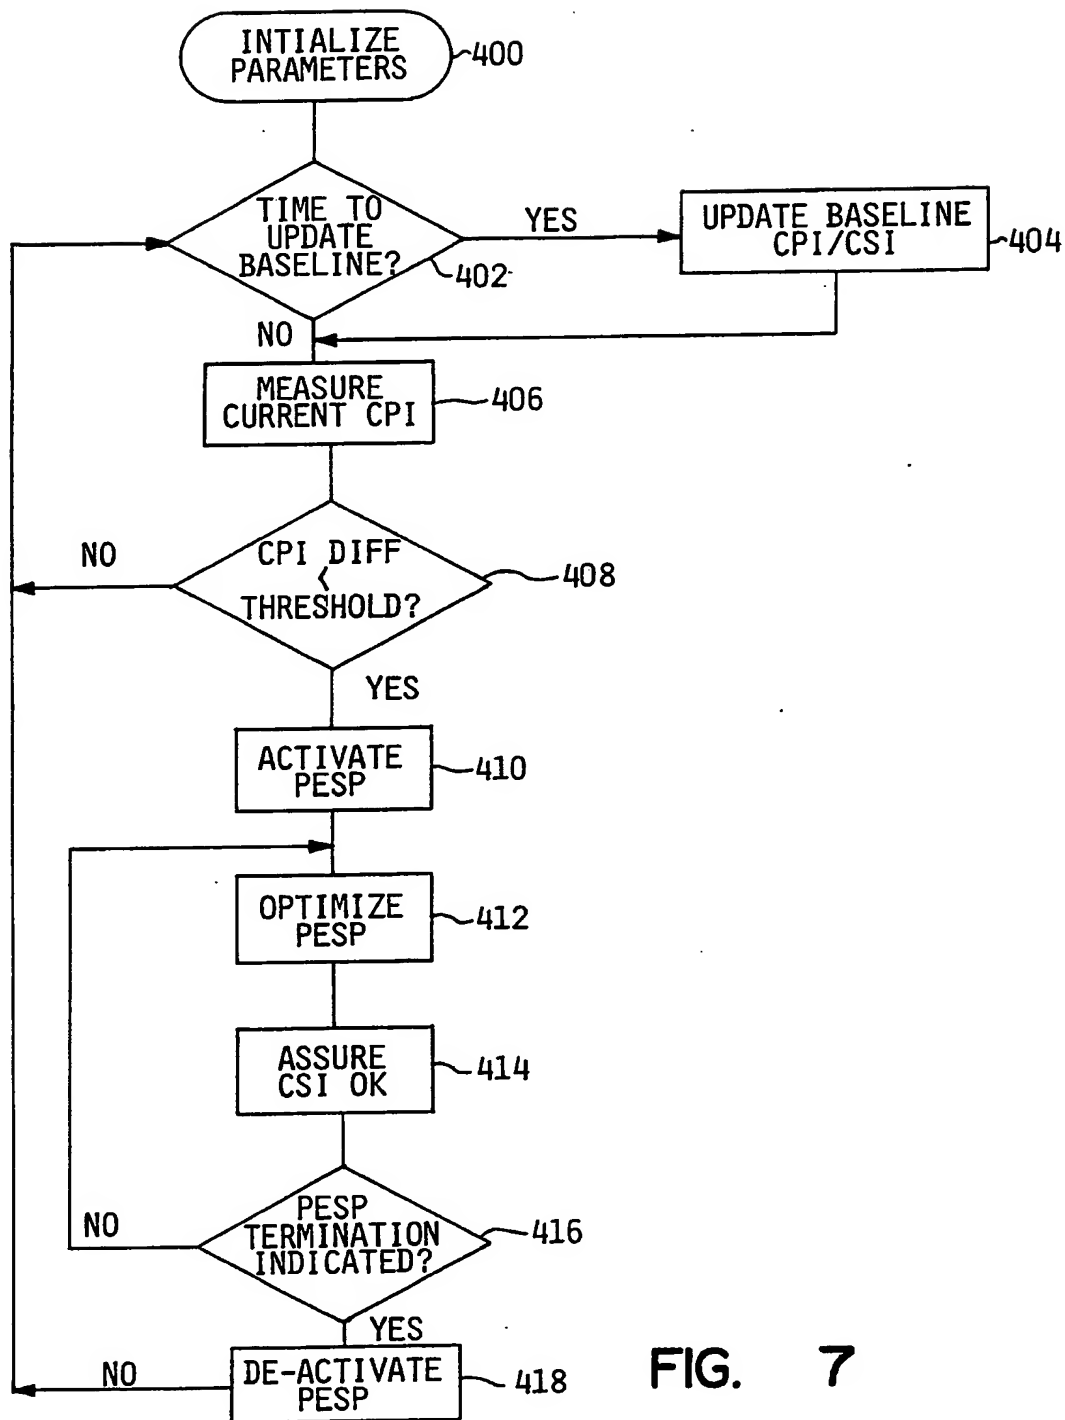 INTIALIZE
PARAMETERS
400
TIME TO
UPDATE
BASELINE?
402
YES
UPDATE BASELINE
CPI/CSI
404
NO
MEASURE
CURRENT CPI
406
CPI DIFF
<
THRESHOLD?
408
NO
YES
ACTIVATE
PESP
410
OPTIMIZE
PESP
412
ASSURE
CSI OK
414
PESP
TERMINATION
INDICATED?
416
NO
YES
DE-ACTIVATE
PESP
418
NO
FIG. 7